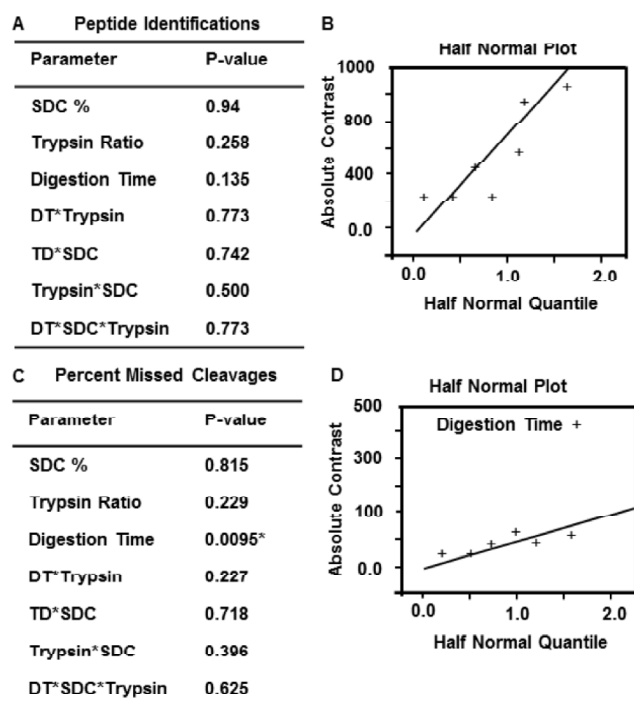 A Peptide Identifications
Parameter P-value
SDC % 0.94
Trypsin Ratio 0.258
Digestion Time 0.135
DT*Trypsin 0.773
TD*SDC 0.742
Trypsin*SDC 0.500
DT*SDC*Trypsin 0.773
B
Half Normal Plot
Absolute Contrast
1000
800
400
0.0
0.0 1.0 2.0
Half Normal Quantile
C Percent Missed Cleavages
Parameter P-value
SDC % 0.815
Trypsin Ratio 0.229
Digestion Time 0.0095*
DT*Trypsin 0.227
TD*SDC 0.718
Trypsin*SDC 0.396
DT*SDC*Trypsin 0.625
D
Half Normal Plot
Absolute Contrast
500
300
100
0.0
Digestion Time
0.0 1.0 2.0
Half Normal Quantile